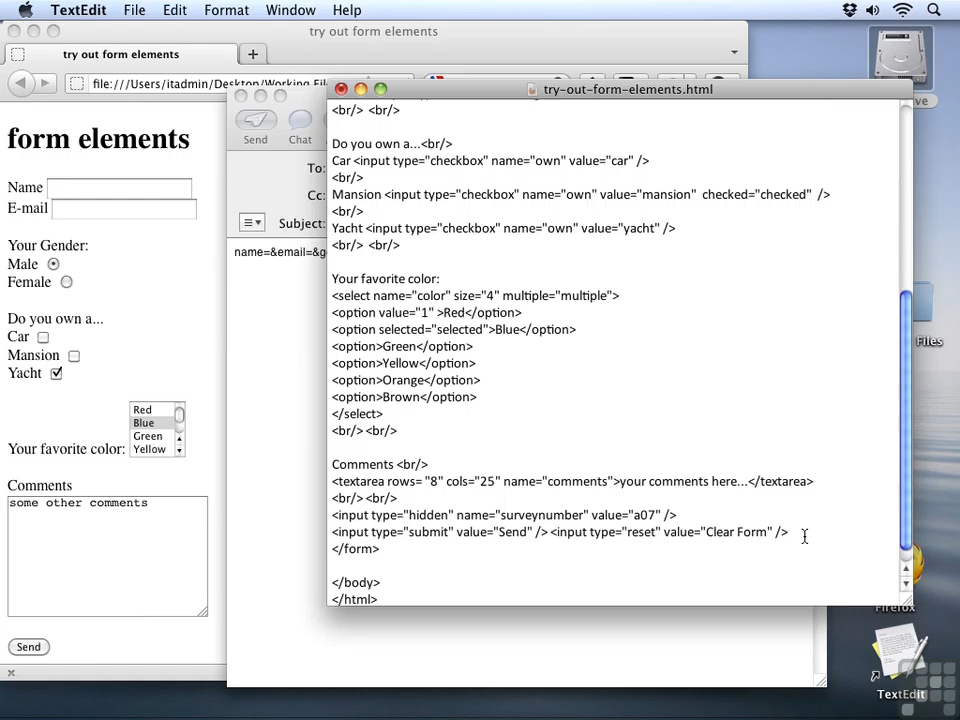 TextEdit File Edit Format Window Help
try out form elements
try out form elements
file:///Users/itadmin/Desktop/Working Fil
form elements
Name
E-mail
Your Gender:
Male
Female
Do you own a...
Car
Mansion
Yacht
Red
Blue
Green
Yellow
Your favorite color:
Comments
some other comments
Send
Send Chat
To:
Cc:
Subject:
name=&email=&g
try-out-form-elements.html
<br/> <br/>
Do you own a...<br/>
Car <input type="checkbox" name="own" value="car" />
<br/>
Mansion <input type="checkbox" name="own" value="mansion"  checked="checked"  />
<br/>
Yacht <input type="checkbox" name="own" value="yacht" />
<br/>  <br/>
Your favorite color:
<select name="color" size="4" multiple="multiple">
<option value="1" >Red</option>
<option selected="selected">Blue</option>
<option>Green</option>
<option>Yellow</option>
<option>Orange</option>
<option>Brown</option>
</select>
<br/> <br/>
Comments <br/>
<textarea rows= "8" cols="25" name="comments">your comments here...</textarea>
<br/> <br/>
<input type="hidden" name="surveynumber" value="a07" />
<input type="submit" value="Send" /> <input type="reset" value="Clear Form" />
</form>
</body>
</html>
ve
Files
Firefox
TextEdit